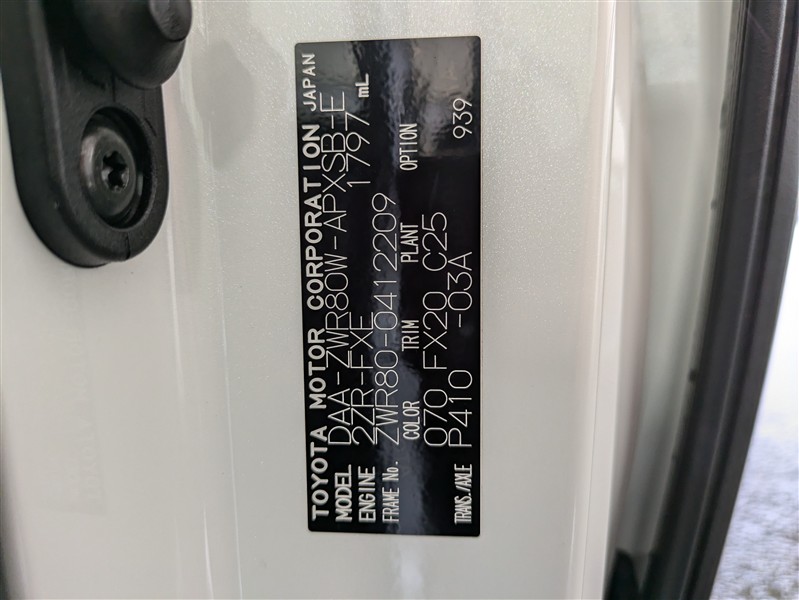 TOYOTA MOTOR CORPORATION JAPAN
MODEL DAA-ZWR80W-APXSB-E
ENGINE 2ZR-FXE 1797 mL
FRAME No. ZWR80-0412209
COLOR TRIM PLANT OPTION
070 FX20 C25
TRANS./AXLE P410 -03A 939